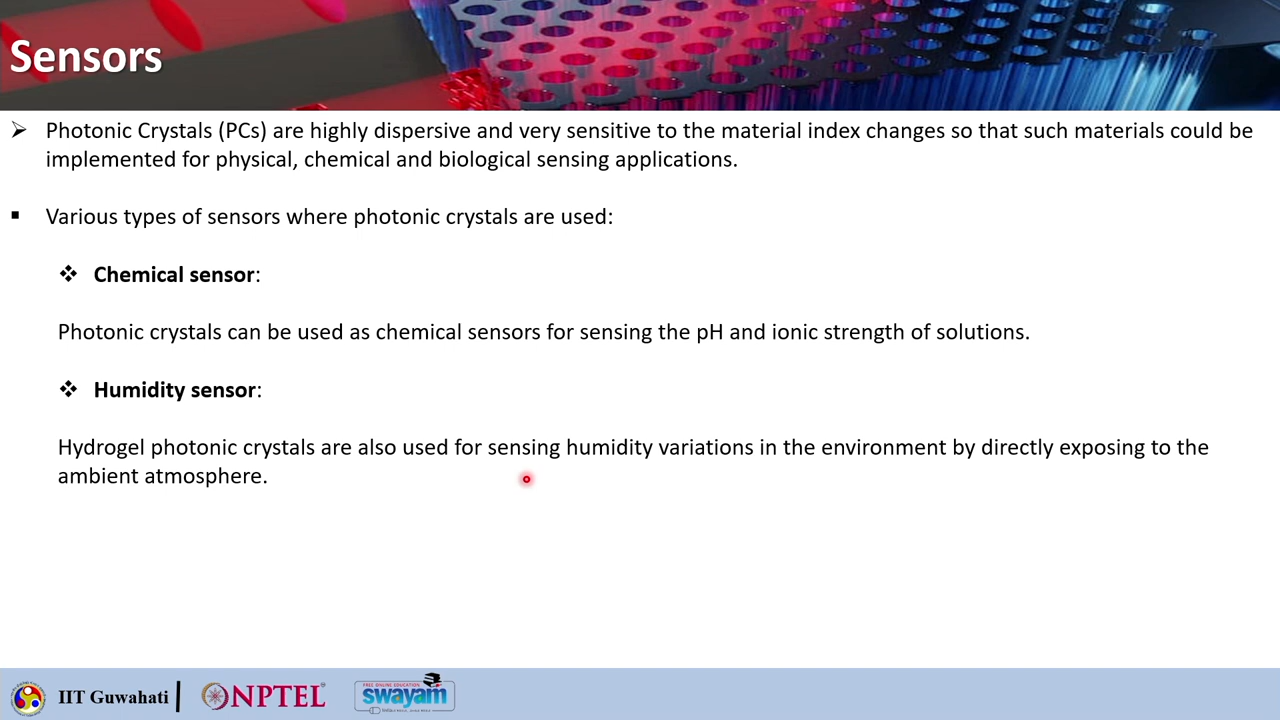 Sensors
Photonic Crystals (PCs) are highly dispersive and very sensitive to the material index changes so that such materials could be
implemented for physical, chemical and biological sensing applications.
Various types of sensors where photonic crystals are used:
Chemical sensor:
Photonic crystals can be used as chemical sensors for sensing the pH and ionic strength of solutions.
Humidity sensor:
Hydrogel photonic crystals are also used for sensing humidity variations in the environment by directly exposing to the
ambient atmosphere.
IIT Guwahati
NPTEL
FREE ONLINE EDUCATION
swayam